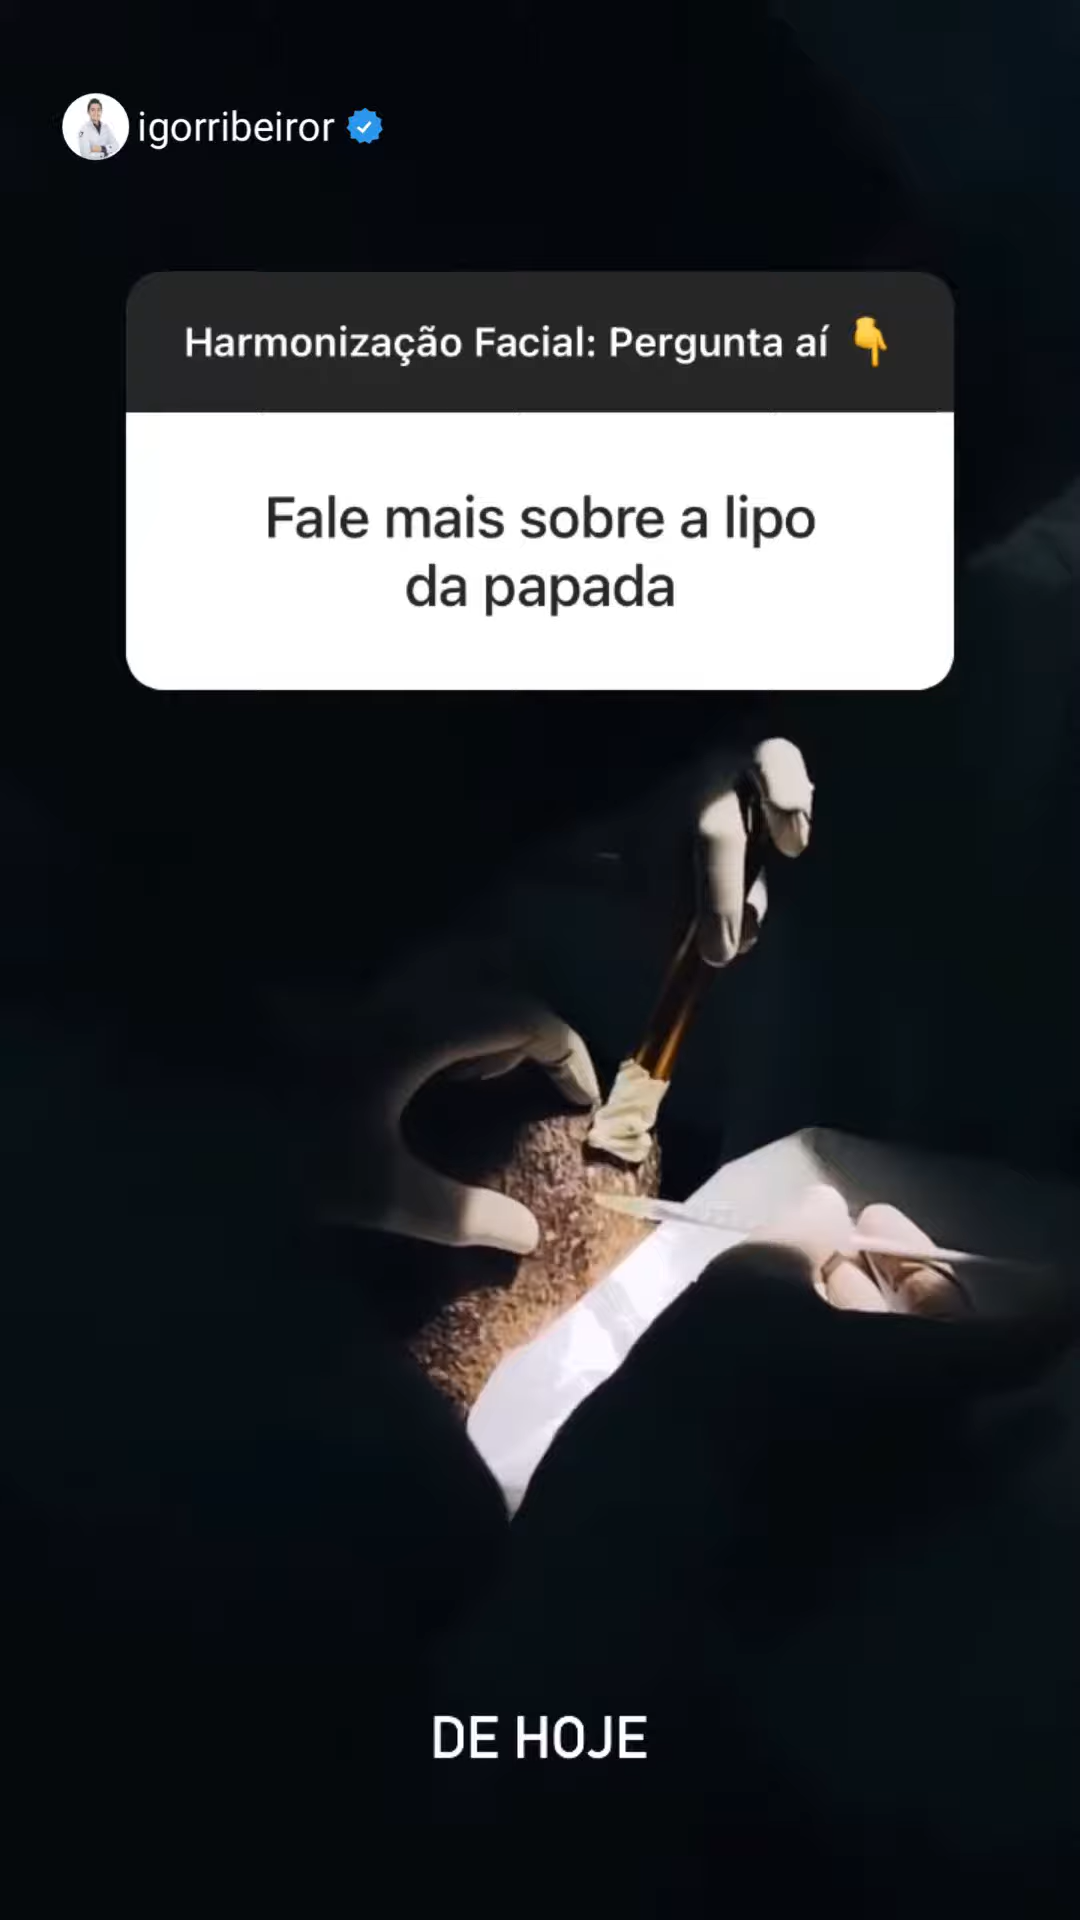 igorribeiror
Harmonização Facial: Pergunta aí 👇
Fale mais sobre a lipo
da papada
DE HOJE